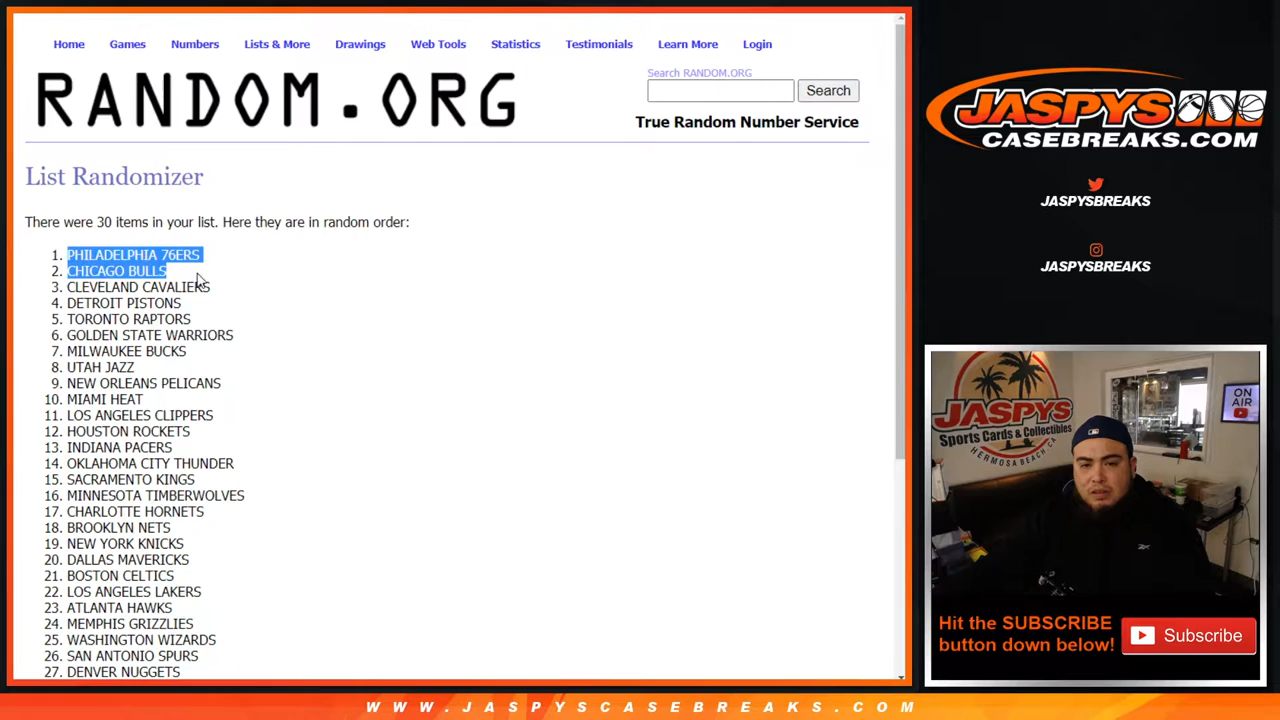 Home Games Numbers Lists & More Drawings Web Tools Statistics Testimonials Learn More Login
RANDOM.ORG
Search RANDOM.ORG
Search
True Random Number Service
List Randomizer
There were 30 items in your list. Here they are in random order:
1. PHILADELPHIA 76ERS
2. CHICAGO BULLS
3. CLEVELAND CAVALIERS
4. DETROIT PISTONS
5. TORONTO RAPTORS
6. GOLDEN STATE WARRIORS
7. MILWAUKEE BUCKS
8. UTAH JAZZ
9. NEW ORLEANS PELICANS
10. MIAMI HEAT
11. LOS ANGELES CLIPPERS
12. HOUSTON ROCKETS
13. INDIANA PACERS
14. OKLAHOMA CITY THUNDER
15. SACRAMENTO KINGS
16. MINNESOTA TIMBERWOLVES
17. CHARLOTTE HORNETS
18. BROOKLYN NETS
19. NEW YORK KNICKS
20. DALLAS MAVERICKS
21. BOSTON CELTICS
22. LOS ANGELES LAKERS
23. ATLANTA HAWKS
24. MEMPHIS GRIZZLIES
25. WASHINGTON WIZARDS
26. SAN ANTONIO SPURS
27. DENVER NUGGETS
JASPYS
CASEBREAKS.COM
JASPYSBREAKS
JASPYSBREAKS
JASPYS
Sports Cards & Collectibles
HERMOSA BEACH CA
ON
AIR
Hit the SUBSCRIBE
button down below!
Subscribe
WWW.JASPYSCASEBREAKS.COM